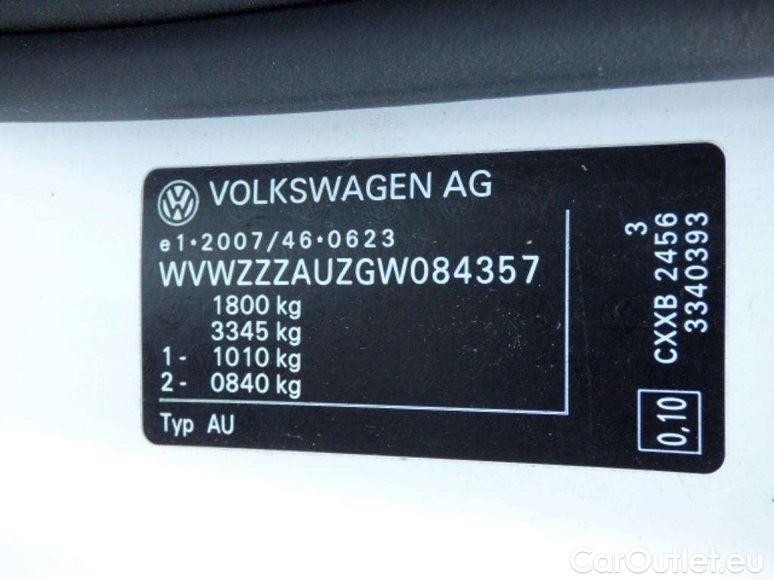 VOLKSWAGEN AG
e1*2007/46*0623
WVWZZZAUZGW084357
1800 kg
3345 kg
1- 1010 kg
2- 0840 kg
Typ AU
3
CXXB 2456
3340393
0,10
CarOutlet.eu